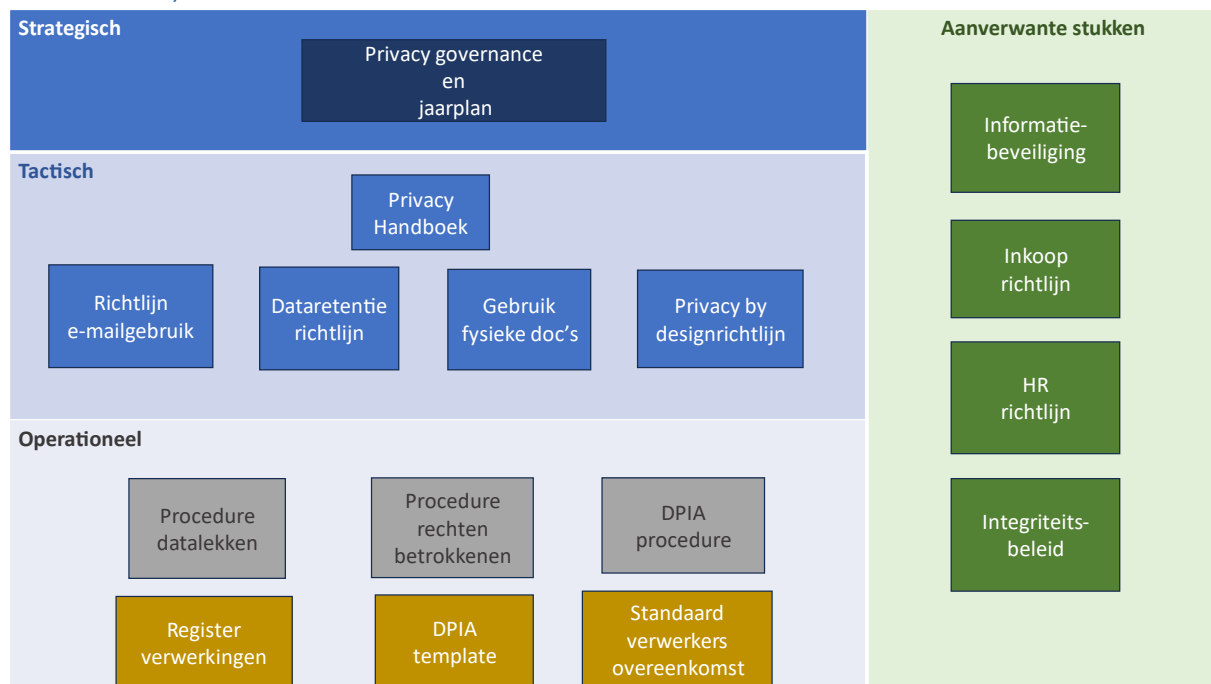 Strategisch
Privacy governance
en
jaarplan
Tactisch
Privacy
Handboek
Richtlijn
e-mailgebruik
Dataretentie
richtlijn
Gebruik
fysieke doc's
Privacy by
designrichtlijn
Operationeel
Procedure
datalekken
Procedure
rechten
betrokkenen
DPIA
procedure
Register
verwerkingen
DPIA
template
Standaard
verwerkers
overeenkomst
Aanverwante stukken
Informatie-
beveiliging
Inkoop
richtlijn
HR
richtlijn
Integriteits-
beleid